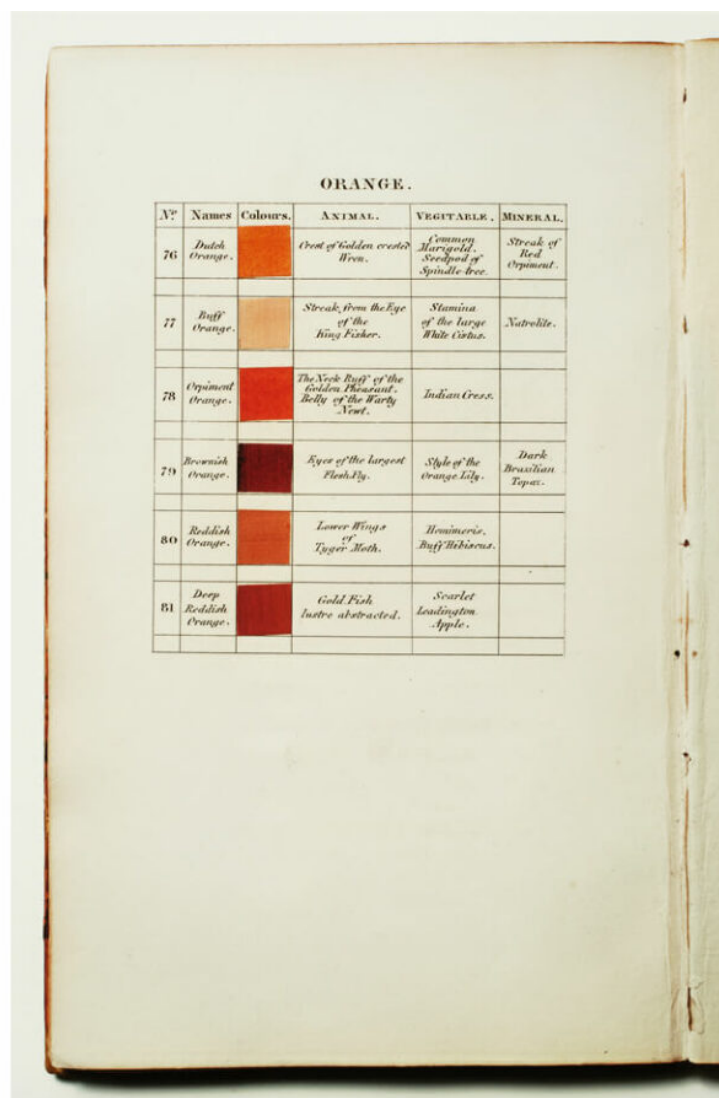 ORANGE.
Nº Names Colours. ANIMAL. VEGITABLE. MINERAL.
76
Dutch
Orange.
Crest of Golden crested
Wren.
Common
Marigold.
Seedpod of
Spindle-tree.
Streak of
Red
Orpiment.
77
Buff
Orange.
Streak, from the Eye
of the
King Fisher.
Stamina
of the large
White Cistus.
Natrolite.
78
Orpiment
Orange.
The Neck Ruff of the
Golden Pheasant.
Belly of the Warty
Newt.
Indian Cress.
79
Brownish
Orange.
Eyes of the largest
Flesh Fly.
Style of the
Orange Lily.
Dark
Brazilian
Topaz.
80
Reddish
Orange.
Lower Wings
of
Tyger Moth.
Hemimeris.
Buff Hibiscus.
81
Deep
Reddish
Orange.
Gold Fish
lustre abstracted.
Scarlet
Leadington
Apple.